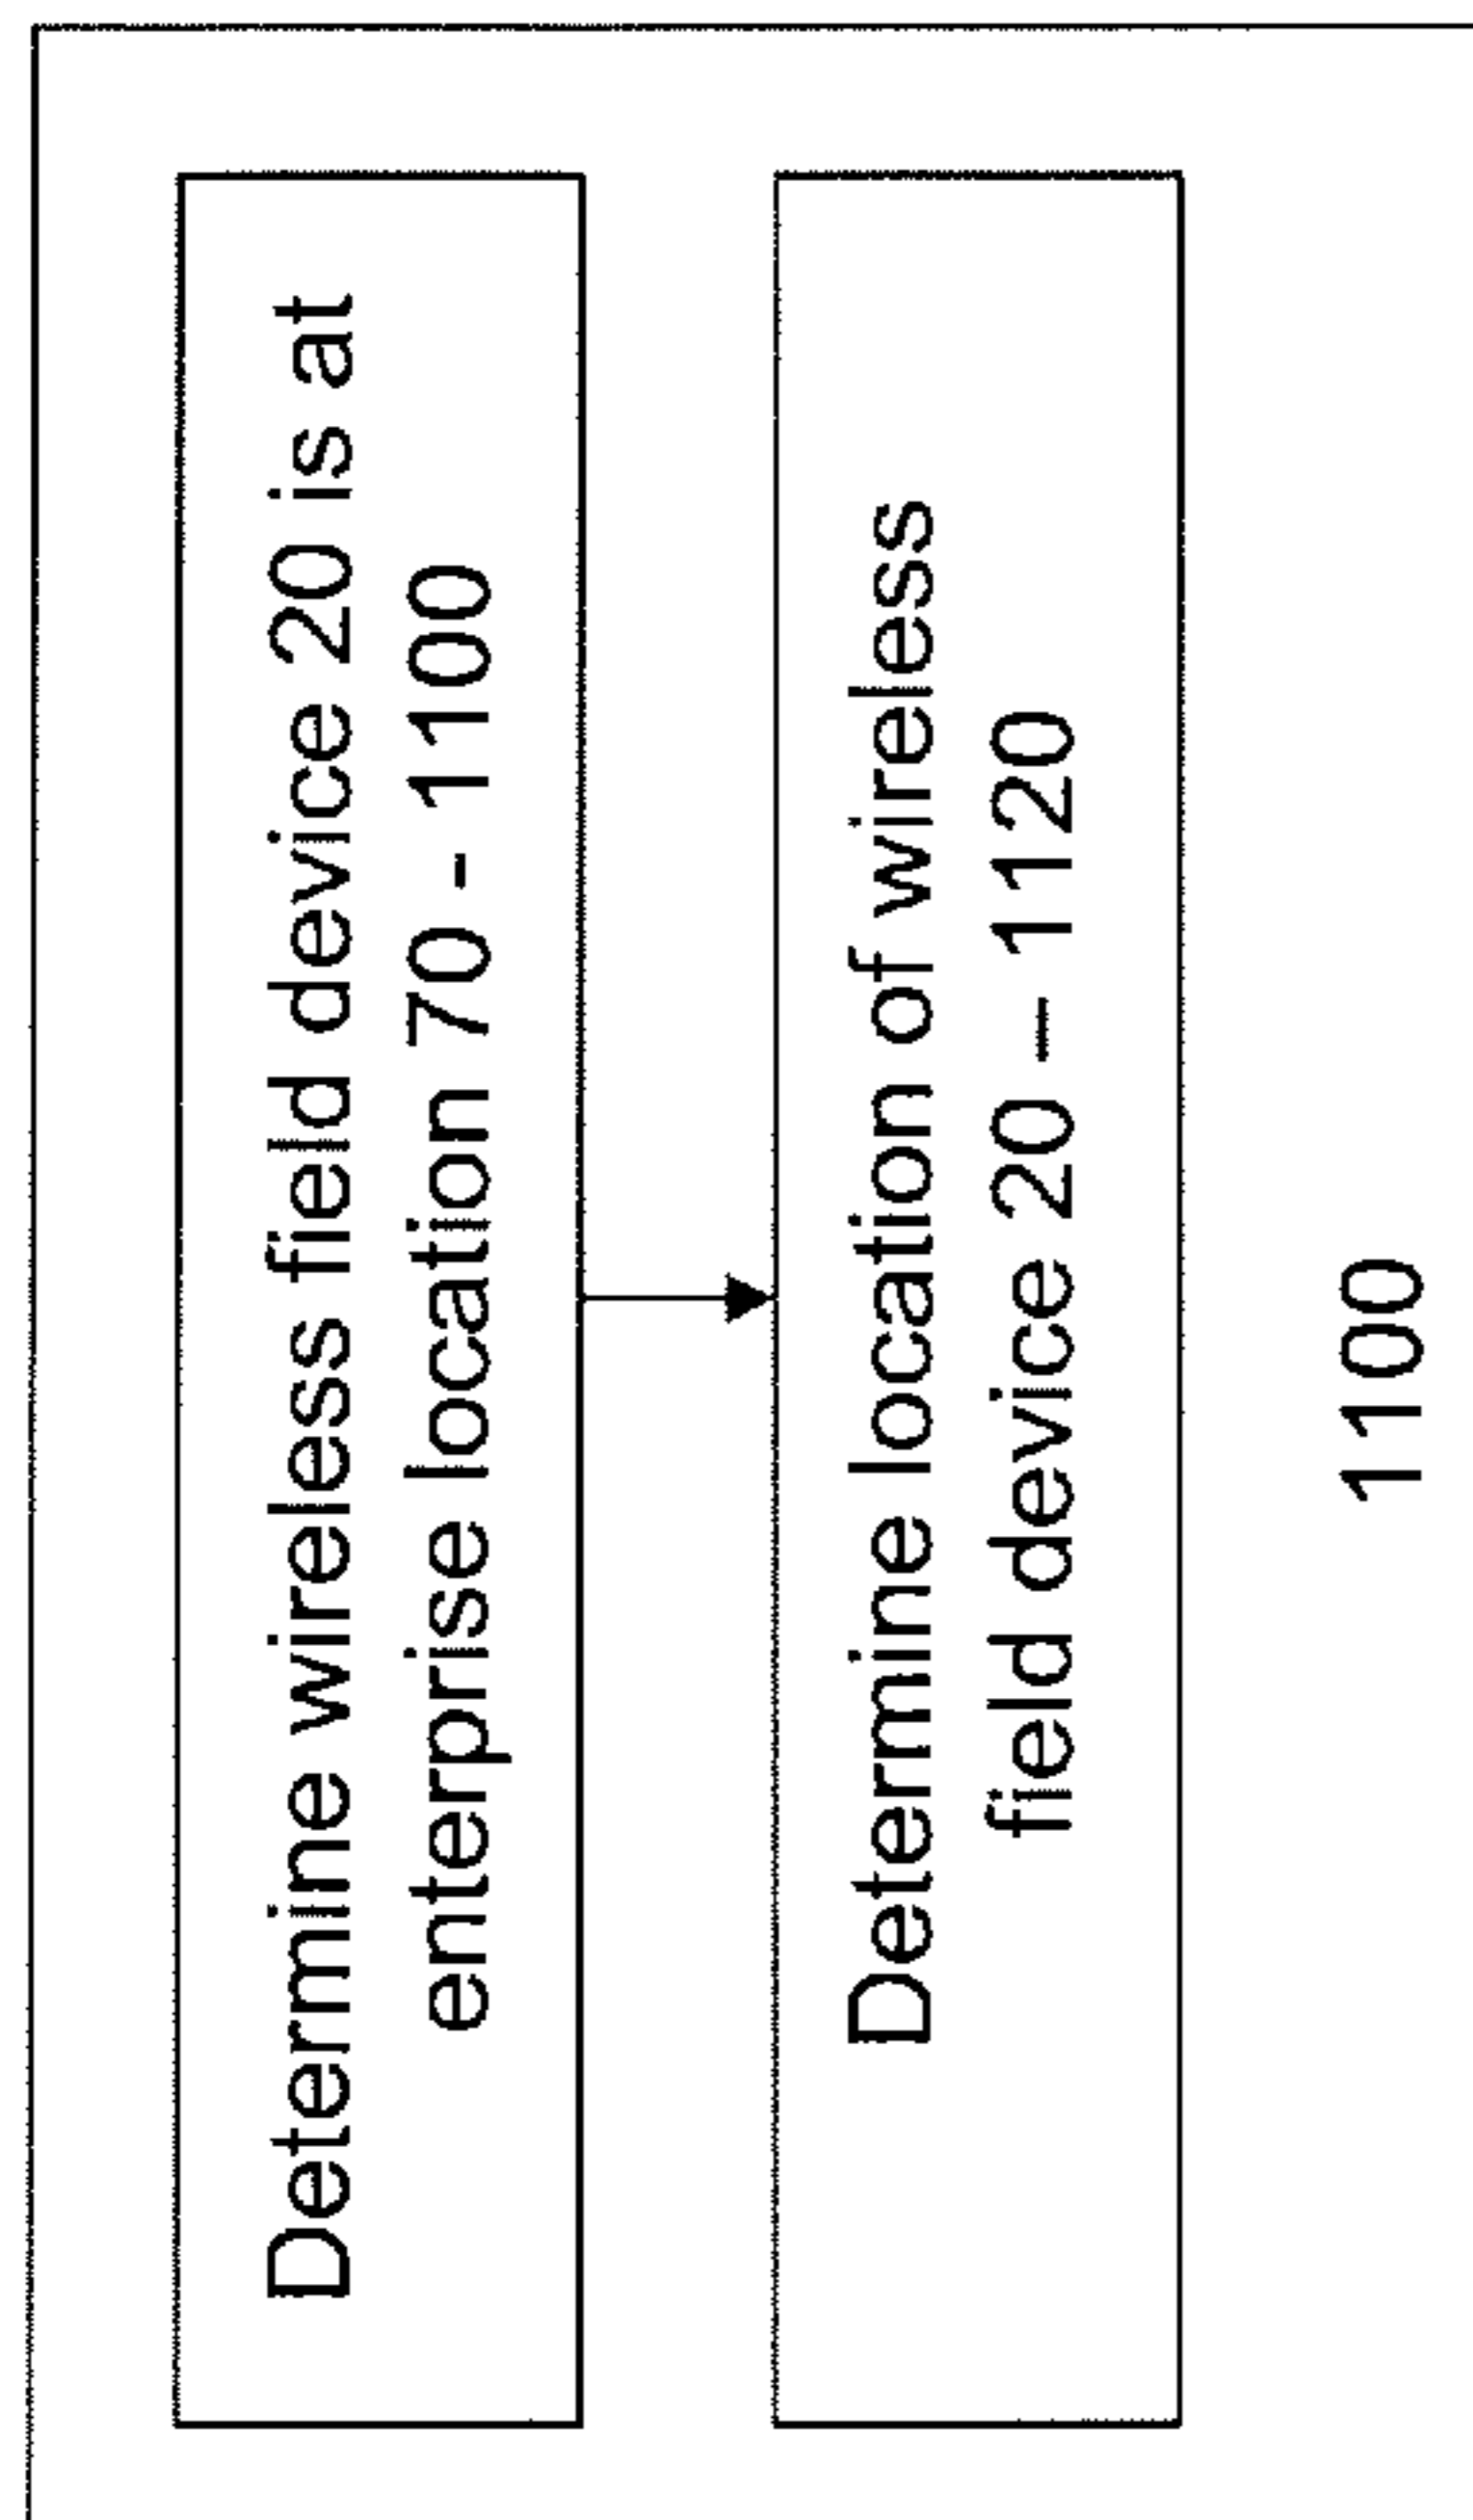 Determine wireless field device 20 is at
enterprise location 70 - 1100
Determine location of wireless
field device 20 – 1120
1100